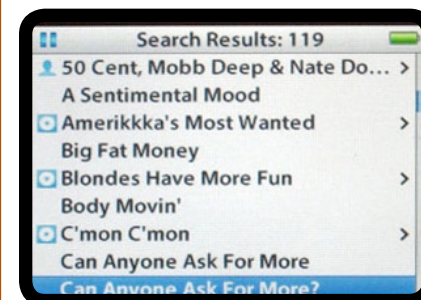 Search Results: 119
50 Cent, Mobb Deep & Nate Do... >
A Sentimental Mood
Amerikkka's Most Wanted >
Big Fat Money
Blondes Have More Fun >
Body Movin'
C'mon C'mon >
Can Anyone Ask For More
Can Anyone Ask For More?